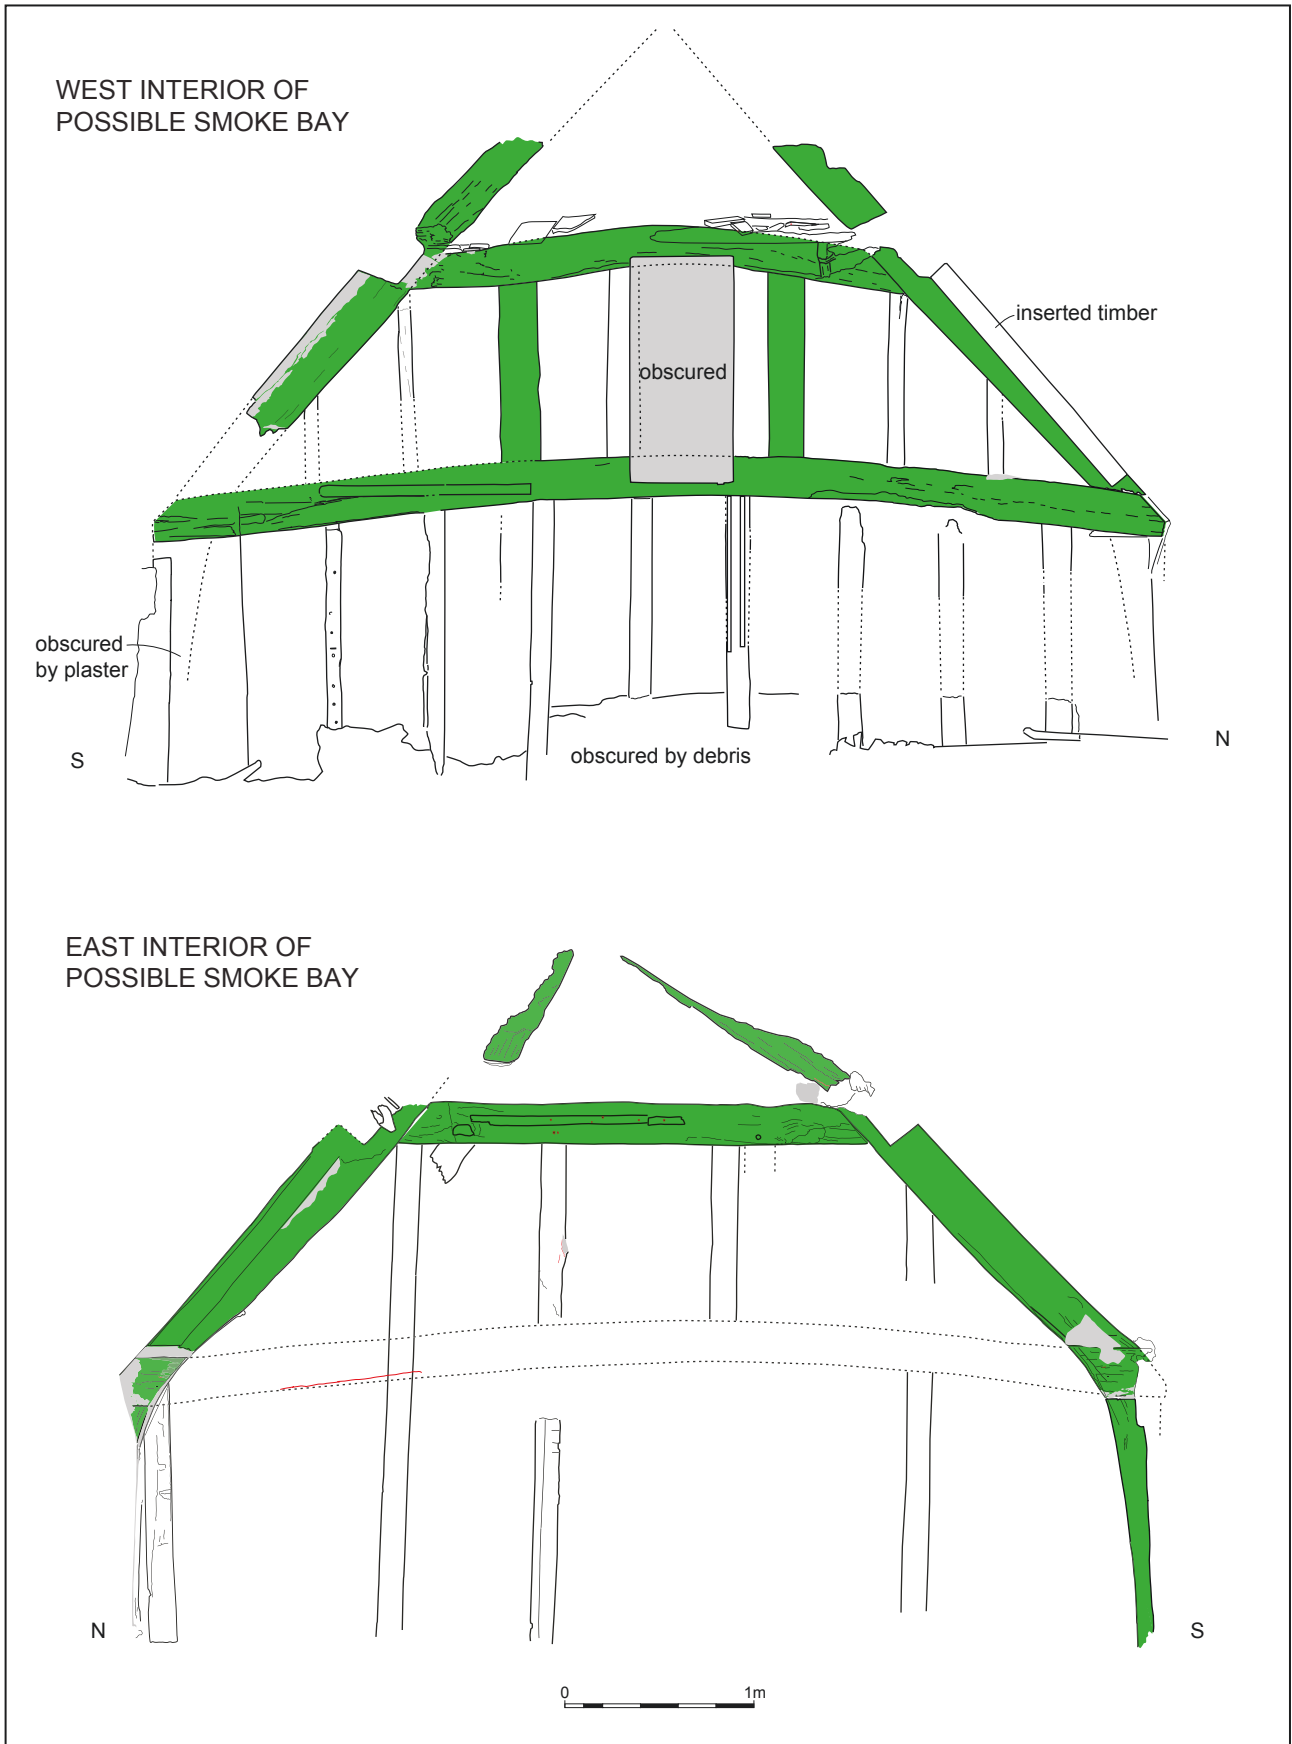 WEST INTERIOR OF
POSSIBLE SMOKE BAY
inserted timber
obscured
obscured
by plaster
S
obscured by debris
N
EAST INTERIOR OF
POSSIBLE SMOKE BAY
N
S
0
1m